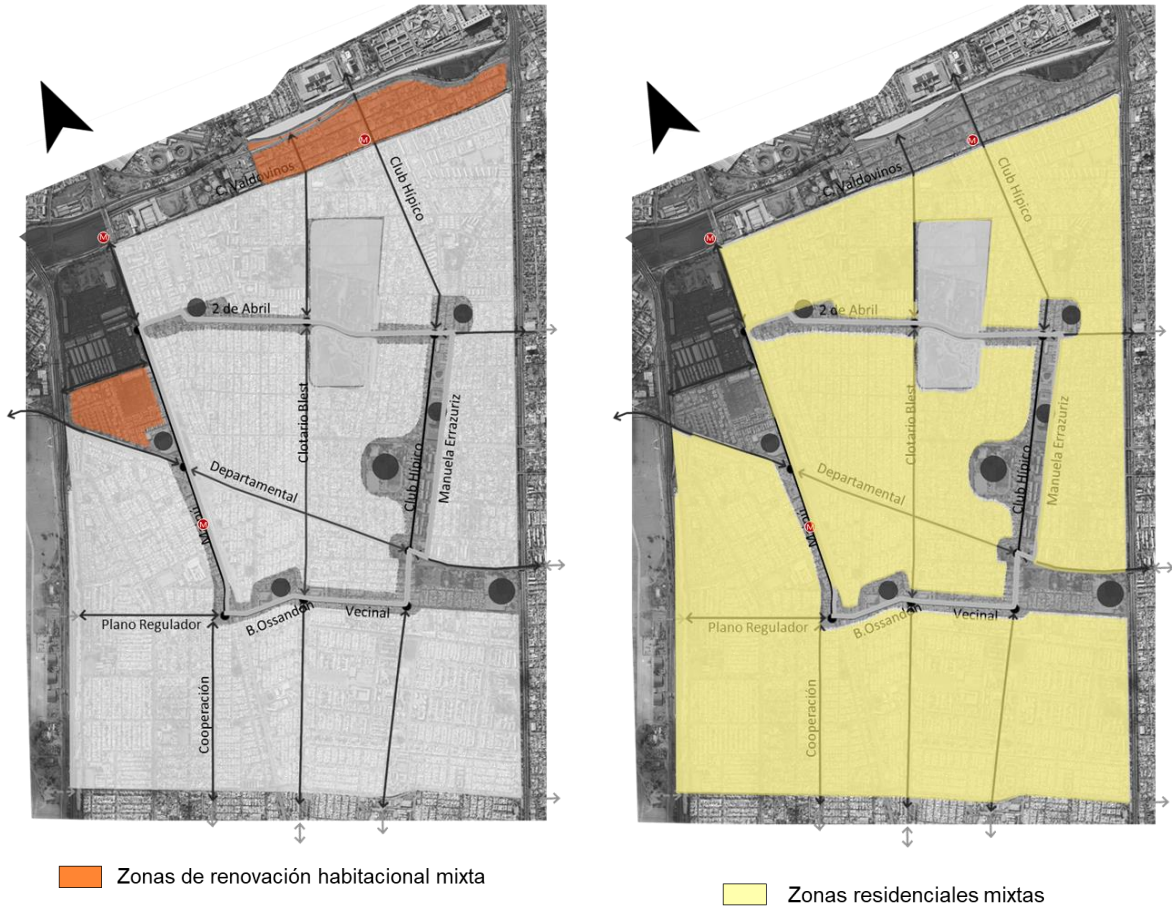 M
C. Valdovinos
Club Hípico
M
2 de Abril
Clotario Blest
Manuela Errazuriz
Club Hípico
Departamental
M
Plano Regulador
B.Ossandón
Vecinal
Cooperación
Zonas de renovación habitacional mixta
M
C. Valdovinos
Club Hípico
M
2 de Abril
Clotario Blest
Manuela Errazuriz
Club Hípico
Departamental
M
Plano Regulador
B.Ossandón
Vecinal
Cooperación
Zonas residenciales mixtas